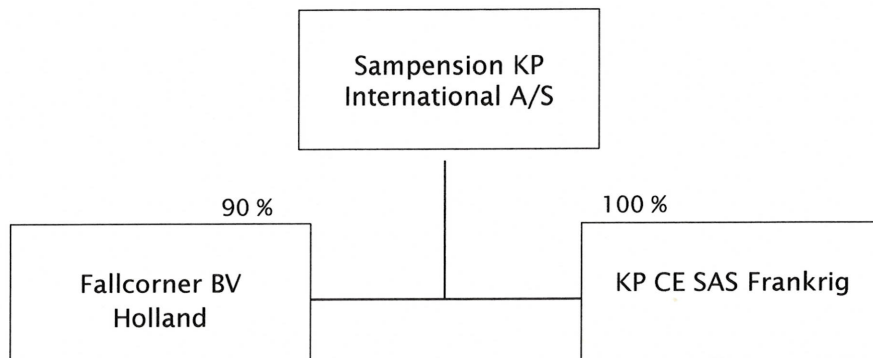 Sampension KP
International A/S
90 %
100 %
Fallcorner BV
Holland
KP CE SAS Frankrig